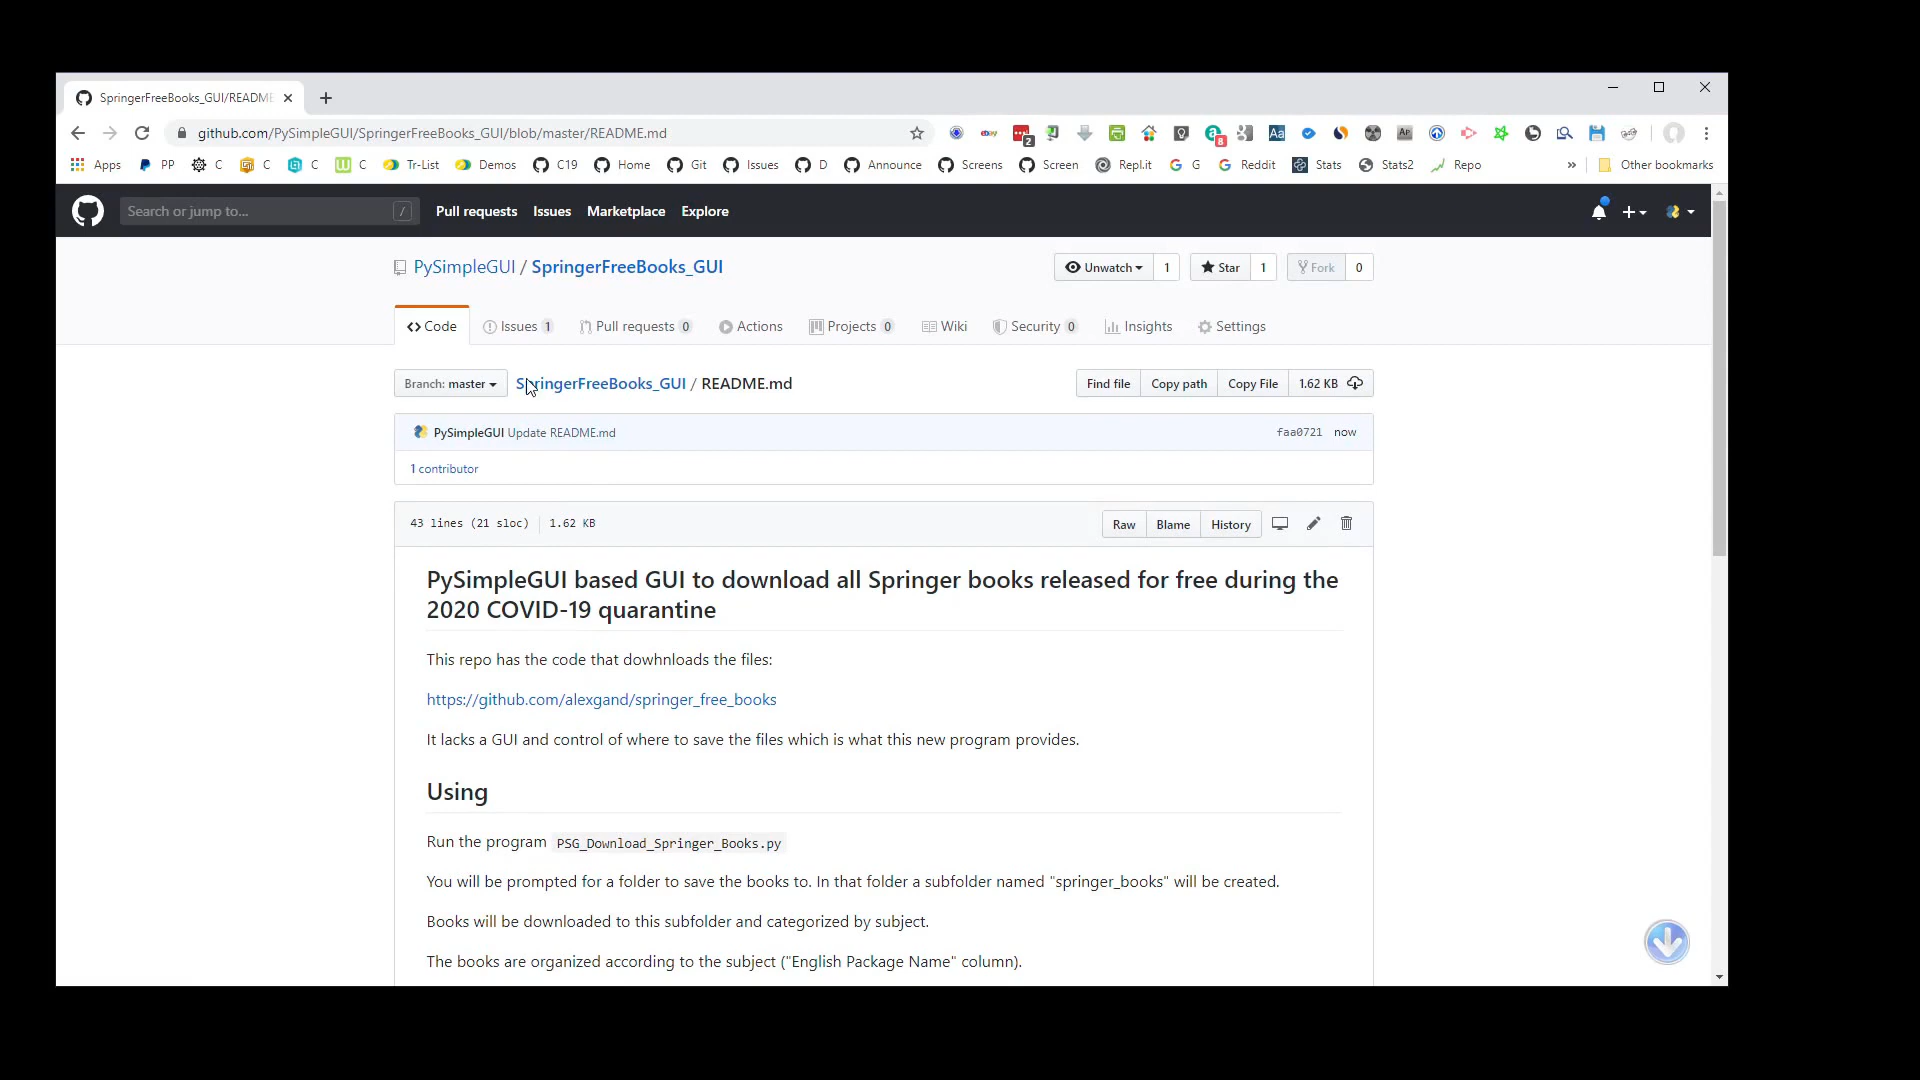 SpringerFreeBooks_GUI/README
github.com/PySimpleGUI/SpringerFreeBooks_GUI/blob/master/README.md
2
8
Apps PP C C C C Tr-List Demos C19 Home Git Issues D Announce Screens Screen Repl.it G Reddit Stats Stats2 Repo » Other bookmarks
Search or jump to... / Pull requests Issues Marketplace Explore
PySimpleGUI / SpringerFreeBooks_GUI
Unwatch 1 Star 1 Fork 0
Code Issues 1 Pull requests 0 Actions Projects 0 Wiki Security 0 Insights Settings
Branch: master SpringerFreeBooks_GUI / README.md Find file Copy path Copy File 1.62 KB
PySimpleGUI Update README.md faa0721 now
1 contributor
43 lines (21 sloc) 1.62 KB Raw Blame History
PySimpleGUI based GUI to download all Springer books released for free during the
2020 COVID-19 quarantine
This repo has the code that dowhnloads the files:
https://github.com/alexgand/springer_free_books
It lacks a GUI and control of where to save the files which is what this new program provides.
Using
Run the program PSG_Download_Springer_Books.py
You will be prompted for a folder to save the books to. In that folder a subfolder named "springer_books" will be created.
Books will be downloaded to this subfolder and categorized by subject.
The books are organized according to the subject ("English Package Name" column).